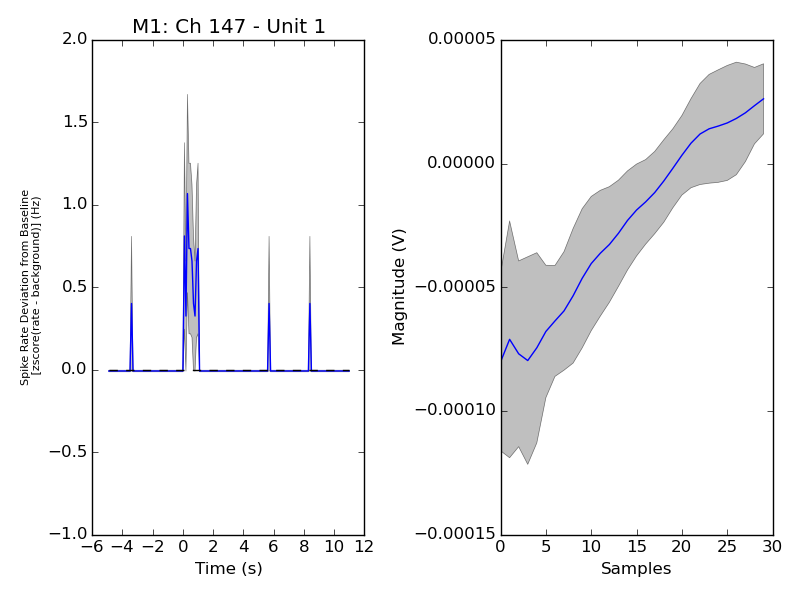 M1: Ch 147 - Unit 1
2.0
1.5
1.0
0.5
0.0
−0.5
−1.0
−6 −4 −2 0 2 4 6 8 10 12
Time (s)
Spike Rate Deviation from Baseline
[zscore(rate - background)] (Hz)
0.00005
0.00000
−0.00005
−0.00010
−0.00015
0 5 10 15 20 25 30
Samples
Magnitude (V)